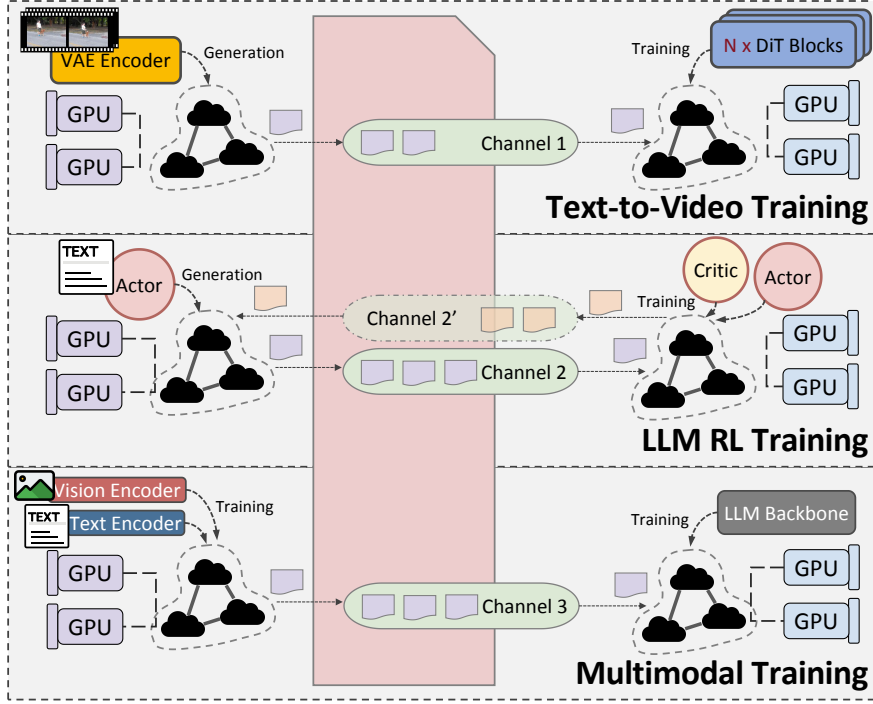 VAE Encoder
Generation
GPU
GPU
Channel 1
Training
N x DiT Blocks
GPU
GPU
Text-to-Video Training
TEXT
Actor
Generation
GPU
GPU
Channel 2′
Channel 2
Training
Critic
Actor
GPU
GPU
LLM RL Training
Vision Encoder
TEXT
Text Encoder
Training
GPU
GPU
Channel 3
Training
LLM Backbone
GPU
GPU
Multimodal Training